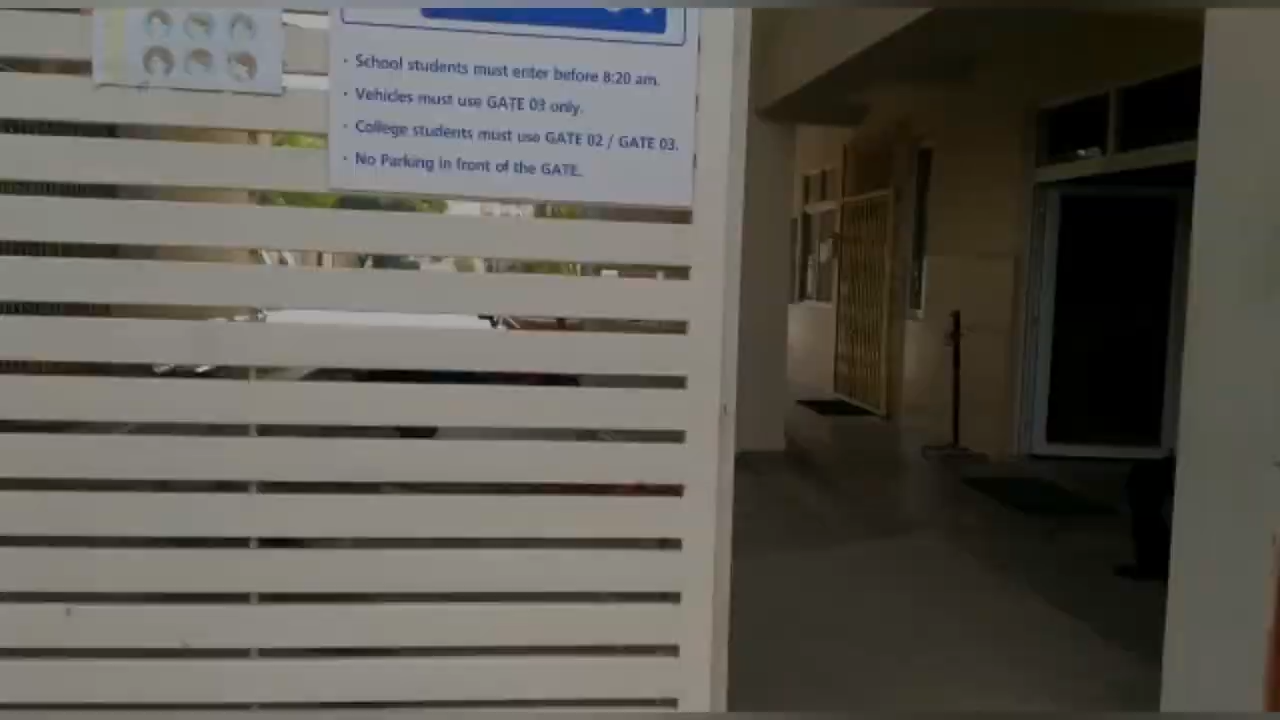 · School students must enter before 8:20 am.
· Vehicles must use GATE 03 only.
· College students must use GATE 02 / GATE 03.
· No Parking in front of the GATE.